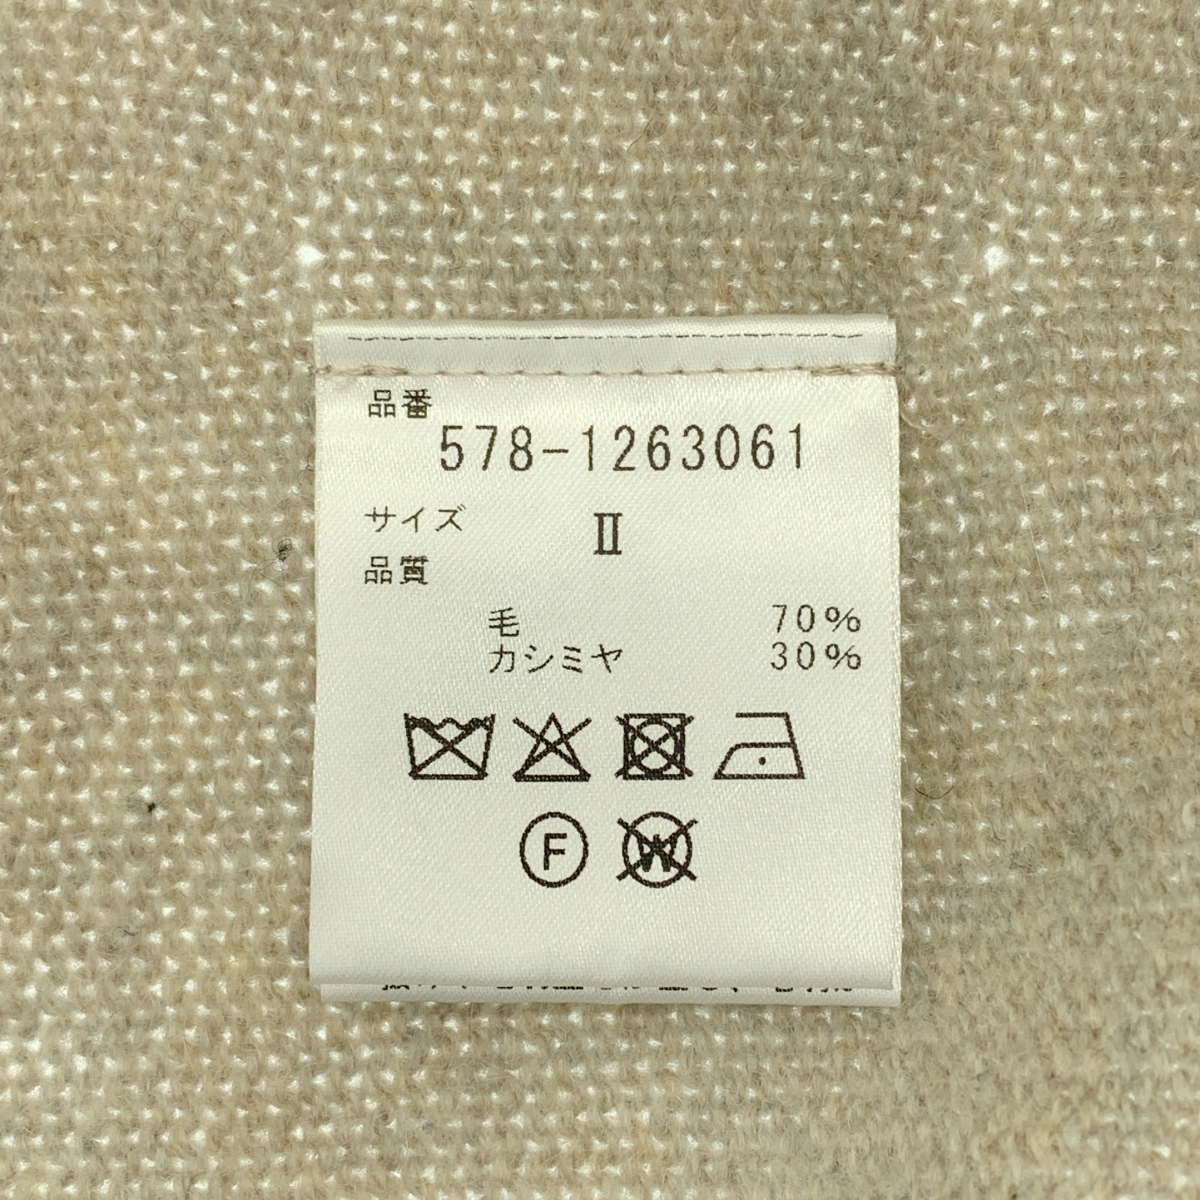 品番
578-1263061
サイズ II
品質
毛 70%
カシミヤ 30%
F W